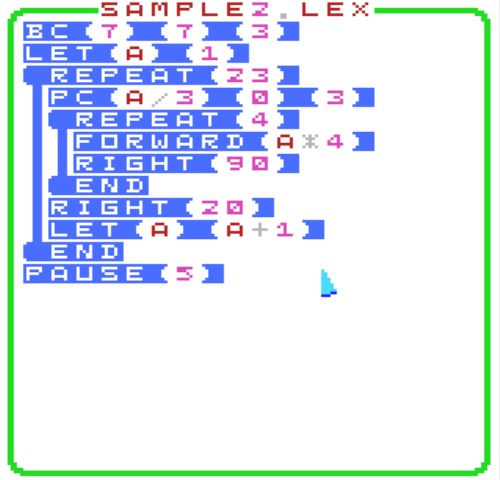 SAMPLE2.LEX
BC 7 7 3
LET A 1
REPEAT 23
PC A/3 0 3
REPEAT 4
FORWARD A*4
RIGHT 90
END
RIGHT 20
LET A A+1
END
PAUSE 5